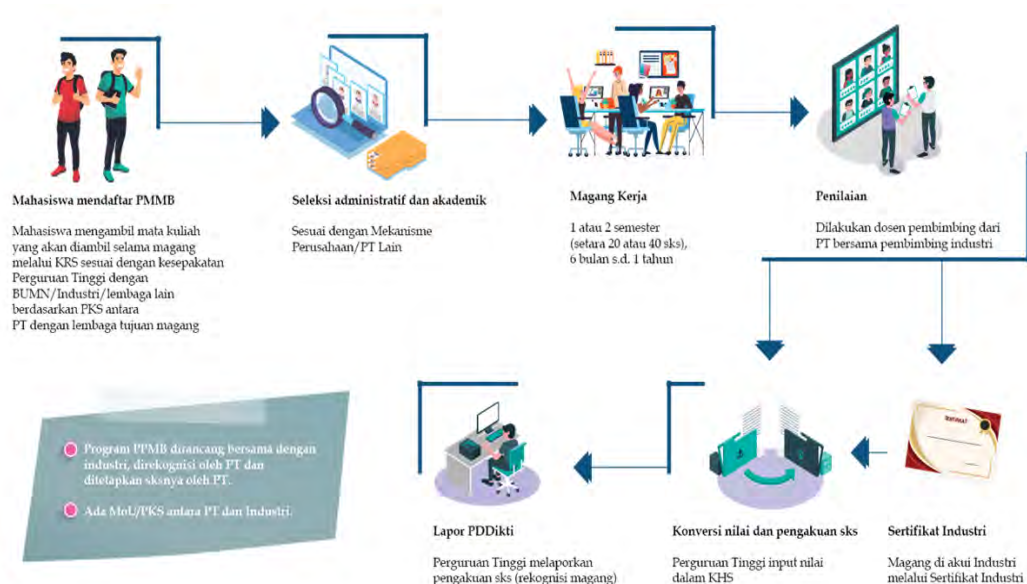 Mahasiswa mendaftar PMMB
Mahasiswa mengambil mata kuliah
yang akan diambil selama magang
melalui KRS sesuai dengan kesepakatan
Perguruan Tinggi dengan
BUMN/Industri/lembaga lain
berdasarkan PKS antara
PT dengan lembaga tujuan magang
Seleksi administratif dan akademik
Sesuai dengan Mekanisme
Perusahaan/PT Lain
Magang Kerja
1 atau 2 semester
(setara 20 atau 40 sks),
6 bulan s.d. 1 tahun
Penilaian
Dilakukan dosen pembimbing dari
PT bersama pembimbing industri
Program PPMB dirancang bersama dengan
industri, direkognisi oleh PT dan
ditetapkan sksnya oleh PT.
Ada MoU/PKS antara PT dan Industri.
Lapor PDDikti
Perguruan Tinggi melaporkan
pengakuan sks (rekognisi magang)
Konversi nilai dan pengakuan sks
Perguruan Tinggi input nilai
dalam KHS
SERTIFIKAT
Sertifikat Industri
Magang di akui Industri
melalui Sertifikat Industri